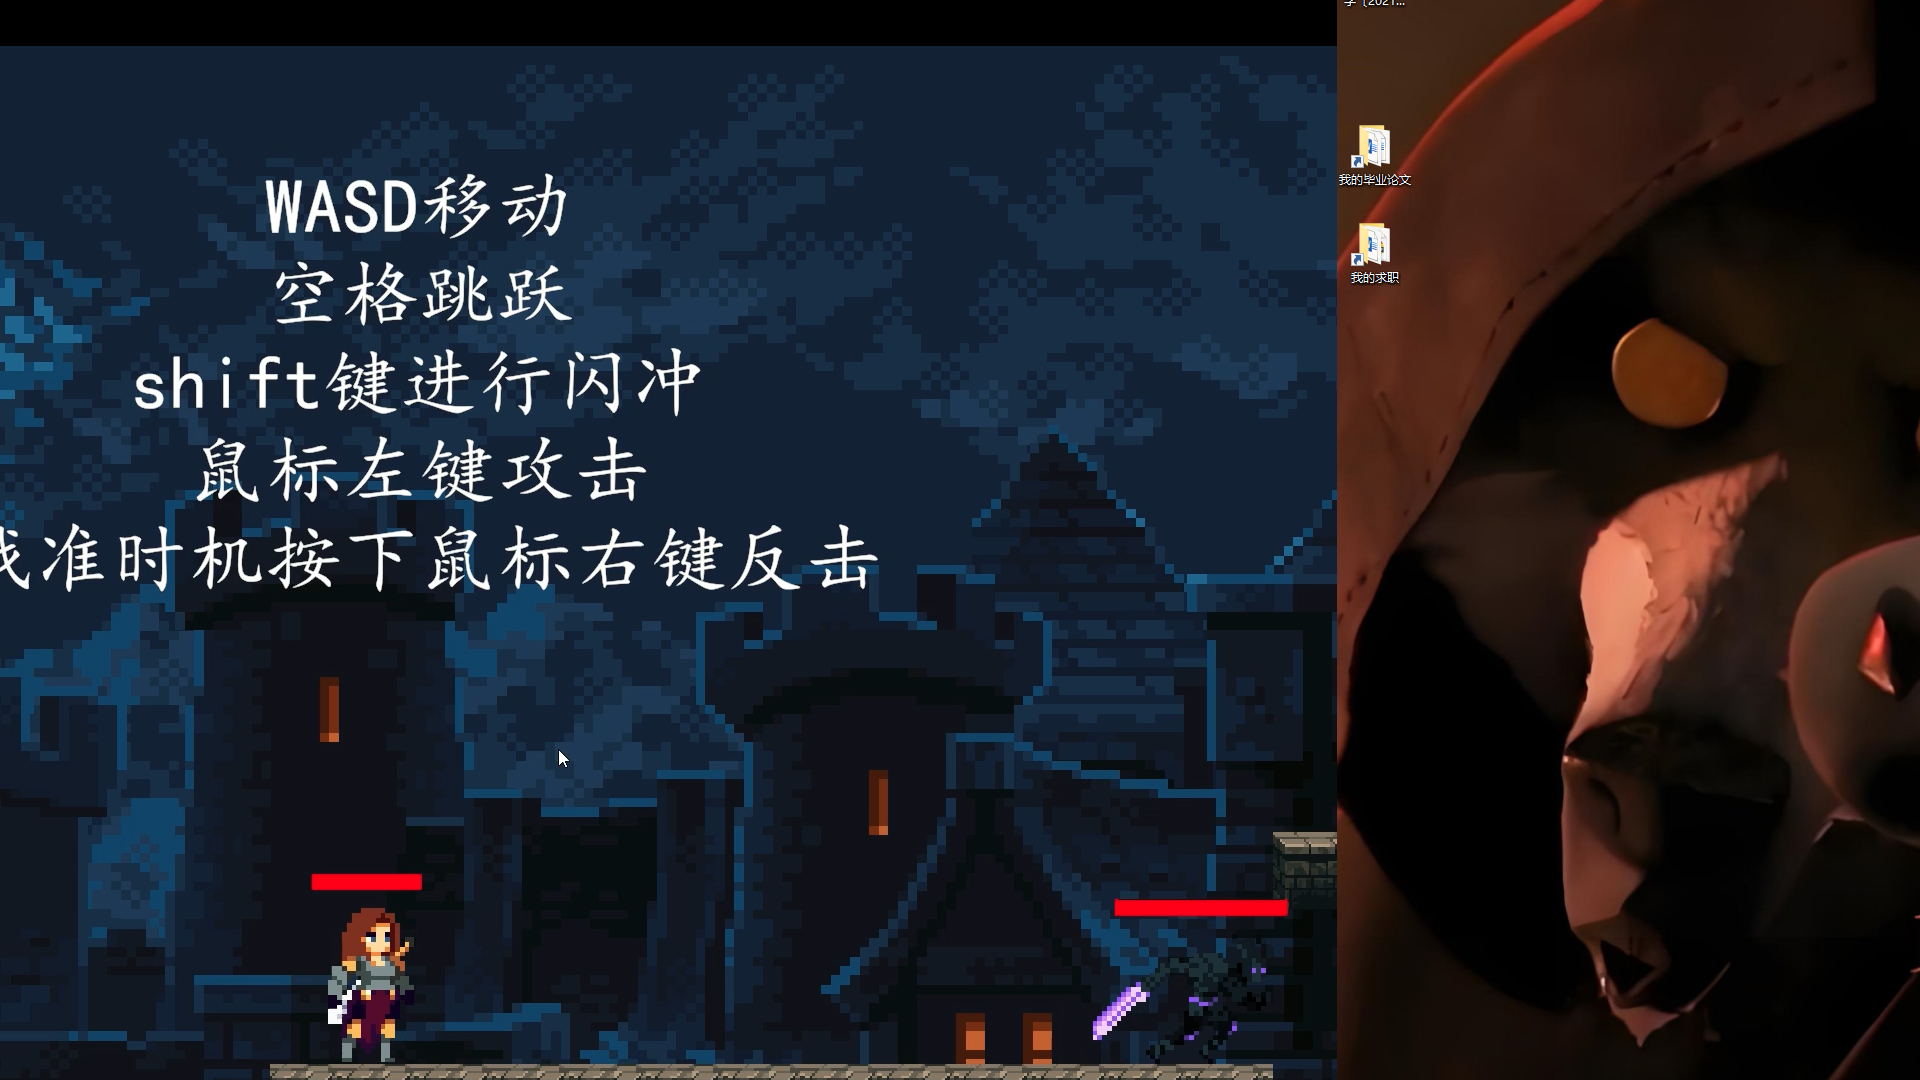 WASD移动
空格跳跃
shift键进行闪冲
鼠标左键攻击
找准时机按下鼠标右键反击
我的毕业论文
我的求职